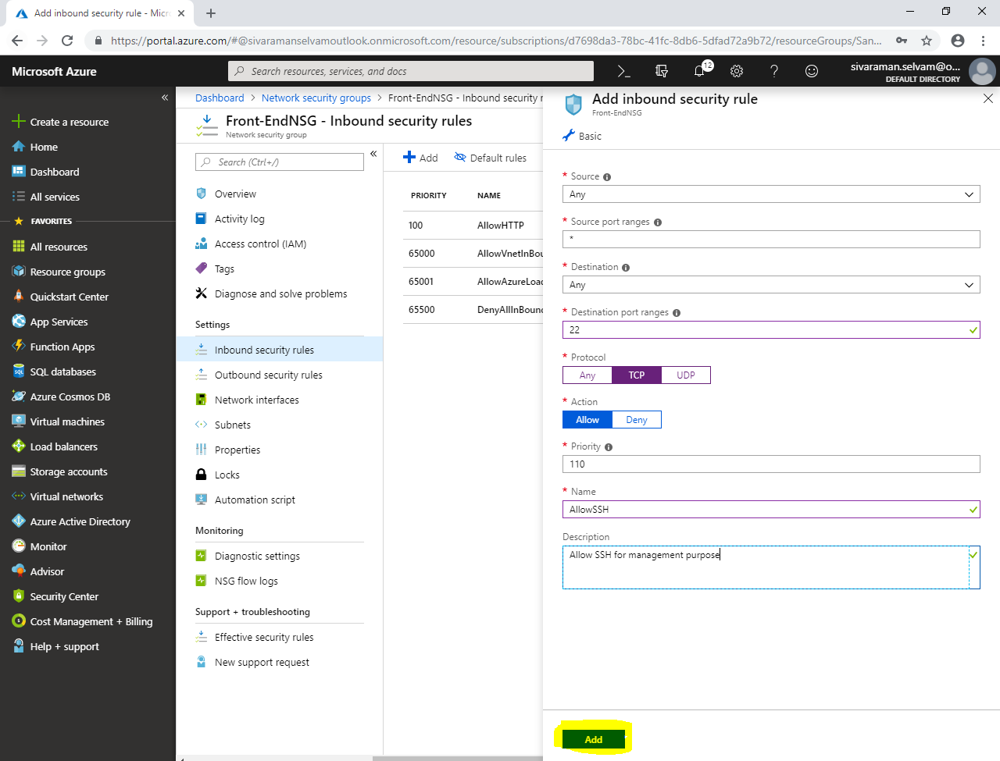 Add inbound security rule - Micr
https://portal.azure.com/#@sivaramanselvamoutlook.onmicrosoft.com/resource/subscriptions/d7698da3-78bc-41fc-8db6-5dfad72a9b72/resourceGroups/San...
Microsoft Azure
Search resources, services, and docs
12
sivaraman.selvam@o...
DEFAULT DIRECTORY
Create a resource
Home
Dashboard
All services
FAVORITES
All resources
Resource groups
Quickstart Center
App Services
Function Apps
SQL databases
Azure Cosmos DB
Virtual machines
Load balancers
Storage accounts
Virtual networks
Azure Active Directory
Monitor
Advisor
Security Center
Cost Management + Billing
Help + support
Dashboard > Network security groups > Front-EndNSG - Inbound security r
Front-EndNSG - Inbound security rules
Network security group
Search (Ctrl+/)
Overview
Activity log
Access control (IAM)
Tags
Diagnose and solve problems
Settings
Inbound security rules
Outbound security rules
Network interfaces
Subnets
Properties
Locks
Automation script
Monitoring
Diagnostic settings
NSG flow logs
Support + troubleshooting
Effective security rules
New support request
Add Default rules
PRIORITY NAME
100 AllowHTTP
65000 AllowVnetInBou
65001 AllowAzureLoad
65500 DenyAllInBoun
Add inbound security rule
Front-EndNSG
Basic
* Source
Any
* Source port ranges
*
* Destination
Any
* Destination port ranges
22
* Protocol
Any TCP UDP
* Action
Allow Deny
* Priority
110
* Name
AllowSSH
Description
Allow SSH for management purpose
Add